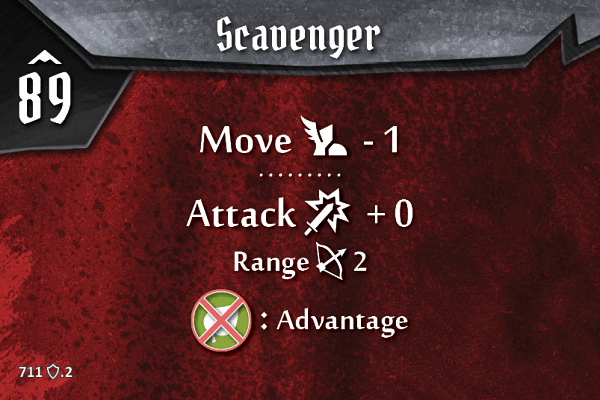 Scavenger
89
Move - 1
Attack + 0
Range 2
: Advantage
711 .2